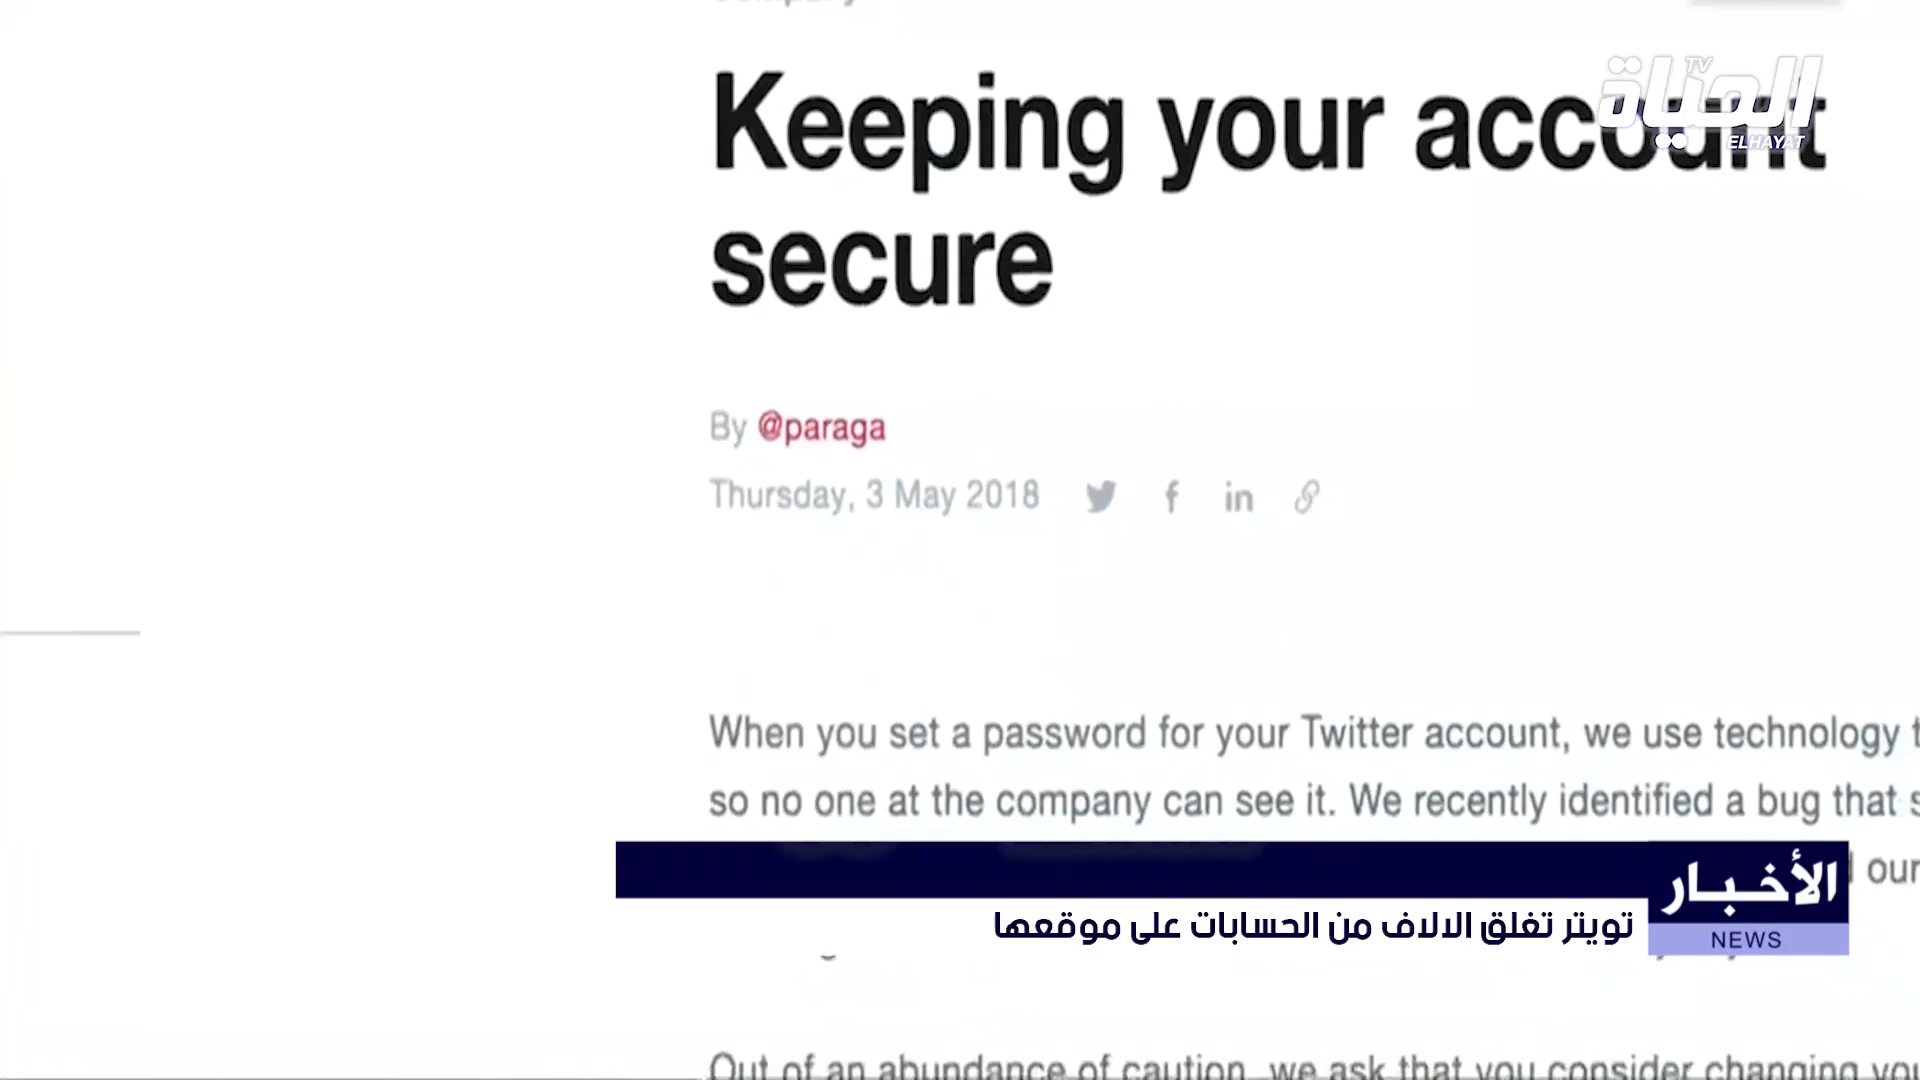 Keeping your account
secure
By @paraga
Thursday, 3 May 2018
When you set a password for your Twitter account, we use technology
so no one at the company can see it. We recently identified a bug that
our
Out of an abundance of caution, we ask that you consider changing
الحياة TV
ELHAYAT
الأخبار
NEWS
تويتر تغلق الالاف من الحسابات على موقعها